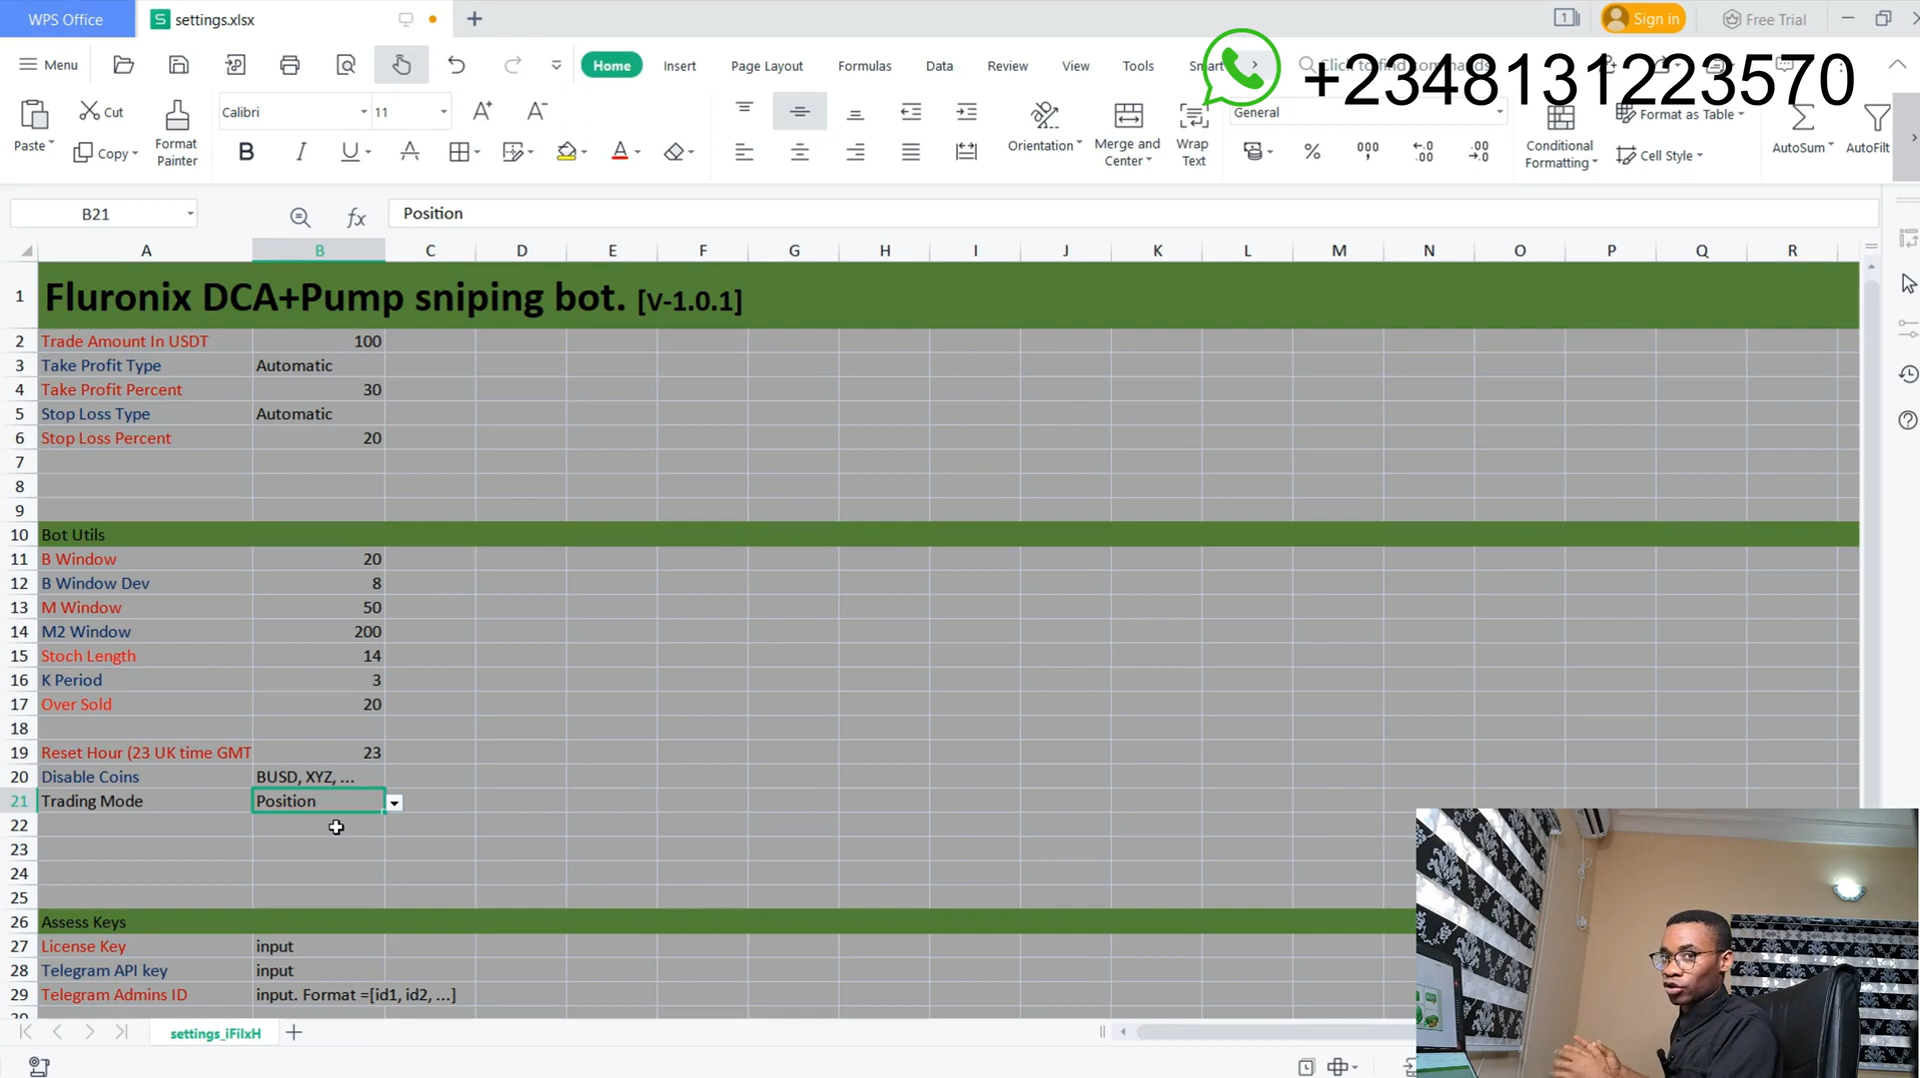 WPS Office settings.xlsx Sign in Free Trial
Menu Home Insert Page Layout Formulas Data Review View Tools Smart
+2348131223570
Cut Calibri 11 General Format as Table
Paste Copy Format Painter Orientation Merge and Center Wrap Text Conditional Formatting Cell Style AutoSum AutoFilt
B21 fx Position
A B C D E F G H I J K L M N O P Q R
1 Fluronix DCA+Pump sniping bot. [V-1.0.1]
2 Trade Amount In USDT 100
3 Take Profit Type Automatic
4 Take Profit Percent 30
5 Stop Loss Type Automatic
6 Stop Loss Percent 20
7
8
9
10 Bot Utils
11 B Window 20
12 B Window Dev 8
13 M Window 50
14 M2 Window 200
15 Stoch Length 14
16 K Period 3
17 Over Sold 20
18
19 Reset Hour (23 UK time GMT 23
20 Disable Coins BUSD, XYZ, ...
21 Trading Mode Position
22
23
24
25
26 Assess Keys
27 License Key input
28 Telegram API key input
29 Telegram Admins ID input. Format =[id1, id2, ...]
settings_iFilxH